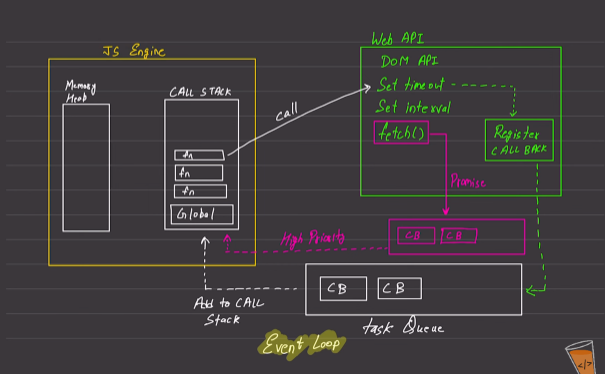 JS Engine
Memory
Heap
CALL STACK
fn
fn
fn
Global
call
Web API
DOM API
Set timeout
Set interval
fetch()
Register
CALL BACK
Promise
CB CB
High Priority
CB CB
task Queue
Add to CALL
Stack
Event Loop
</>